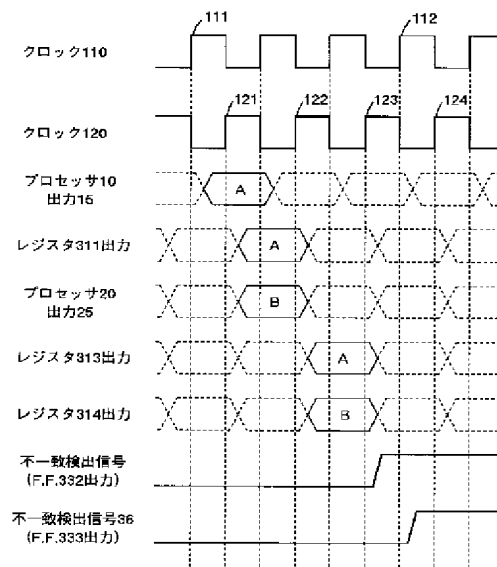 111
112
クロック110
121
122
123
124
クロック120
プロセッサ10
出力15
A
レジスタ311出力
A
プロセッサ20
出力25
B
レジスタ313出力
A
レジスタ314出力
B
不一致検出信号
(F.F.332出力)
不一致検出信号36
(F.F.333出力)